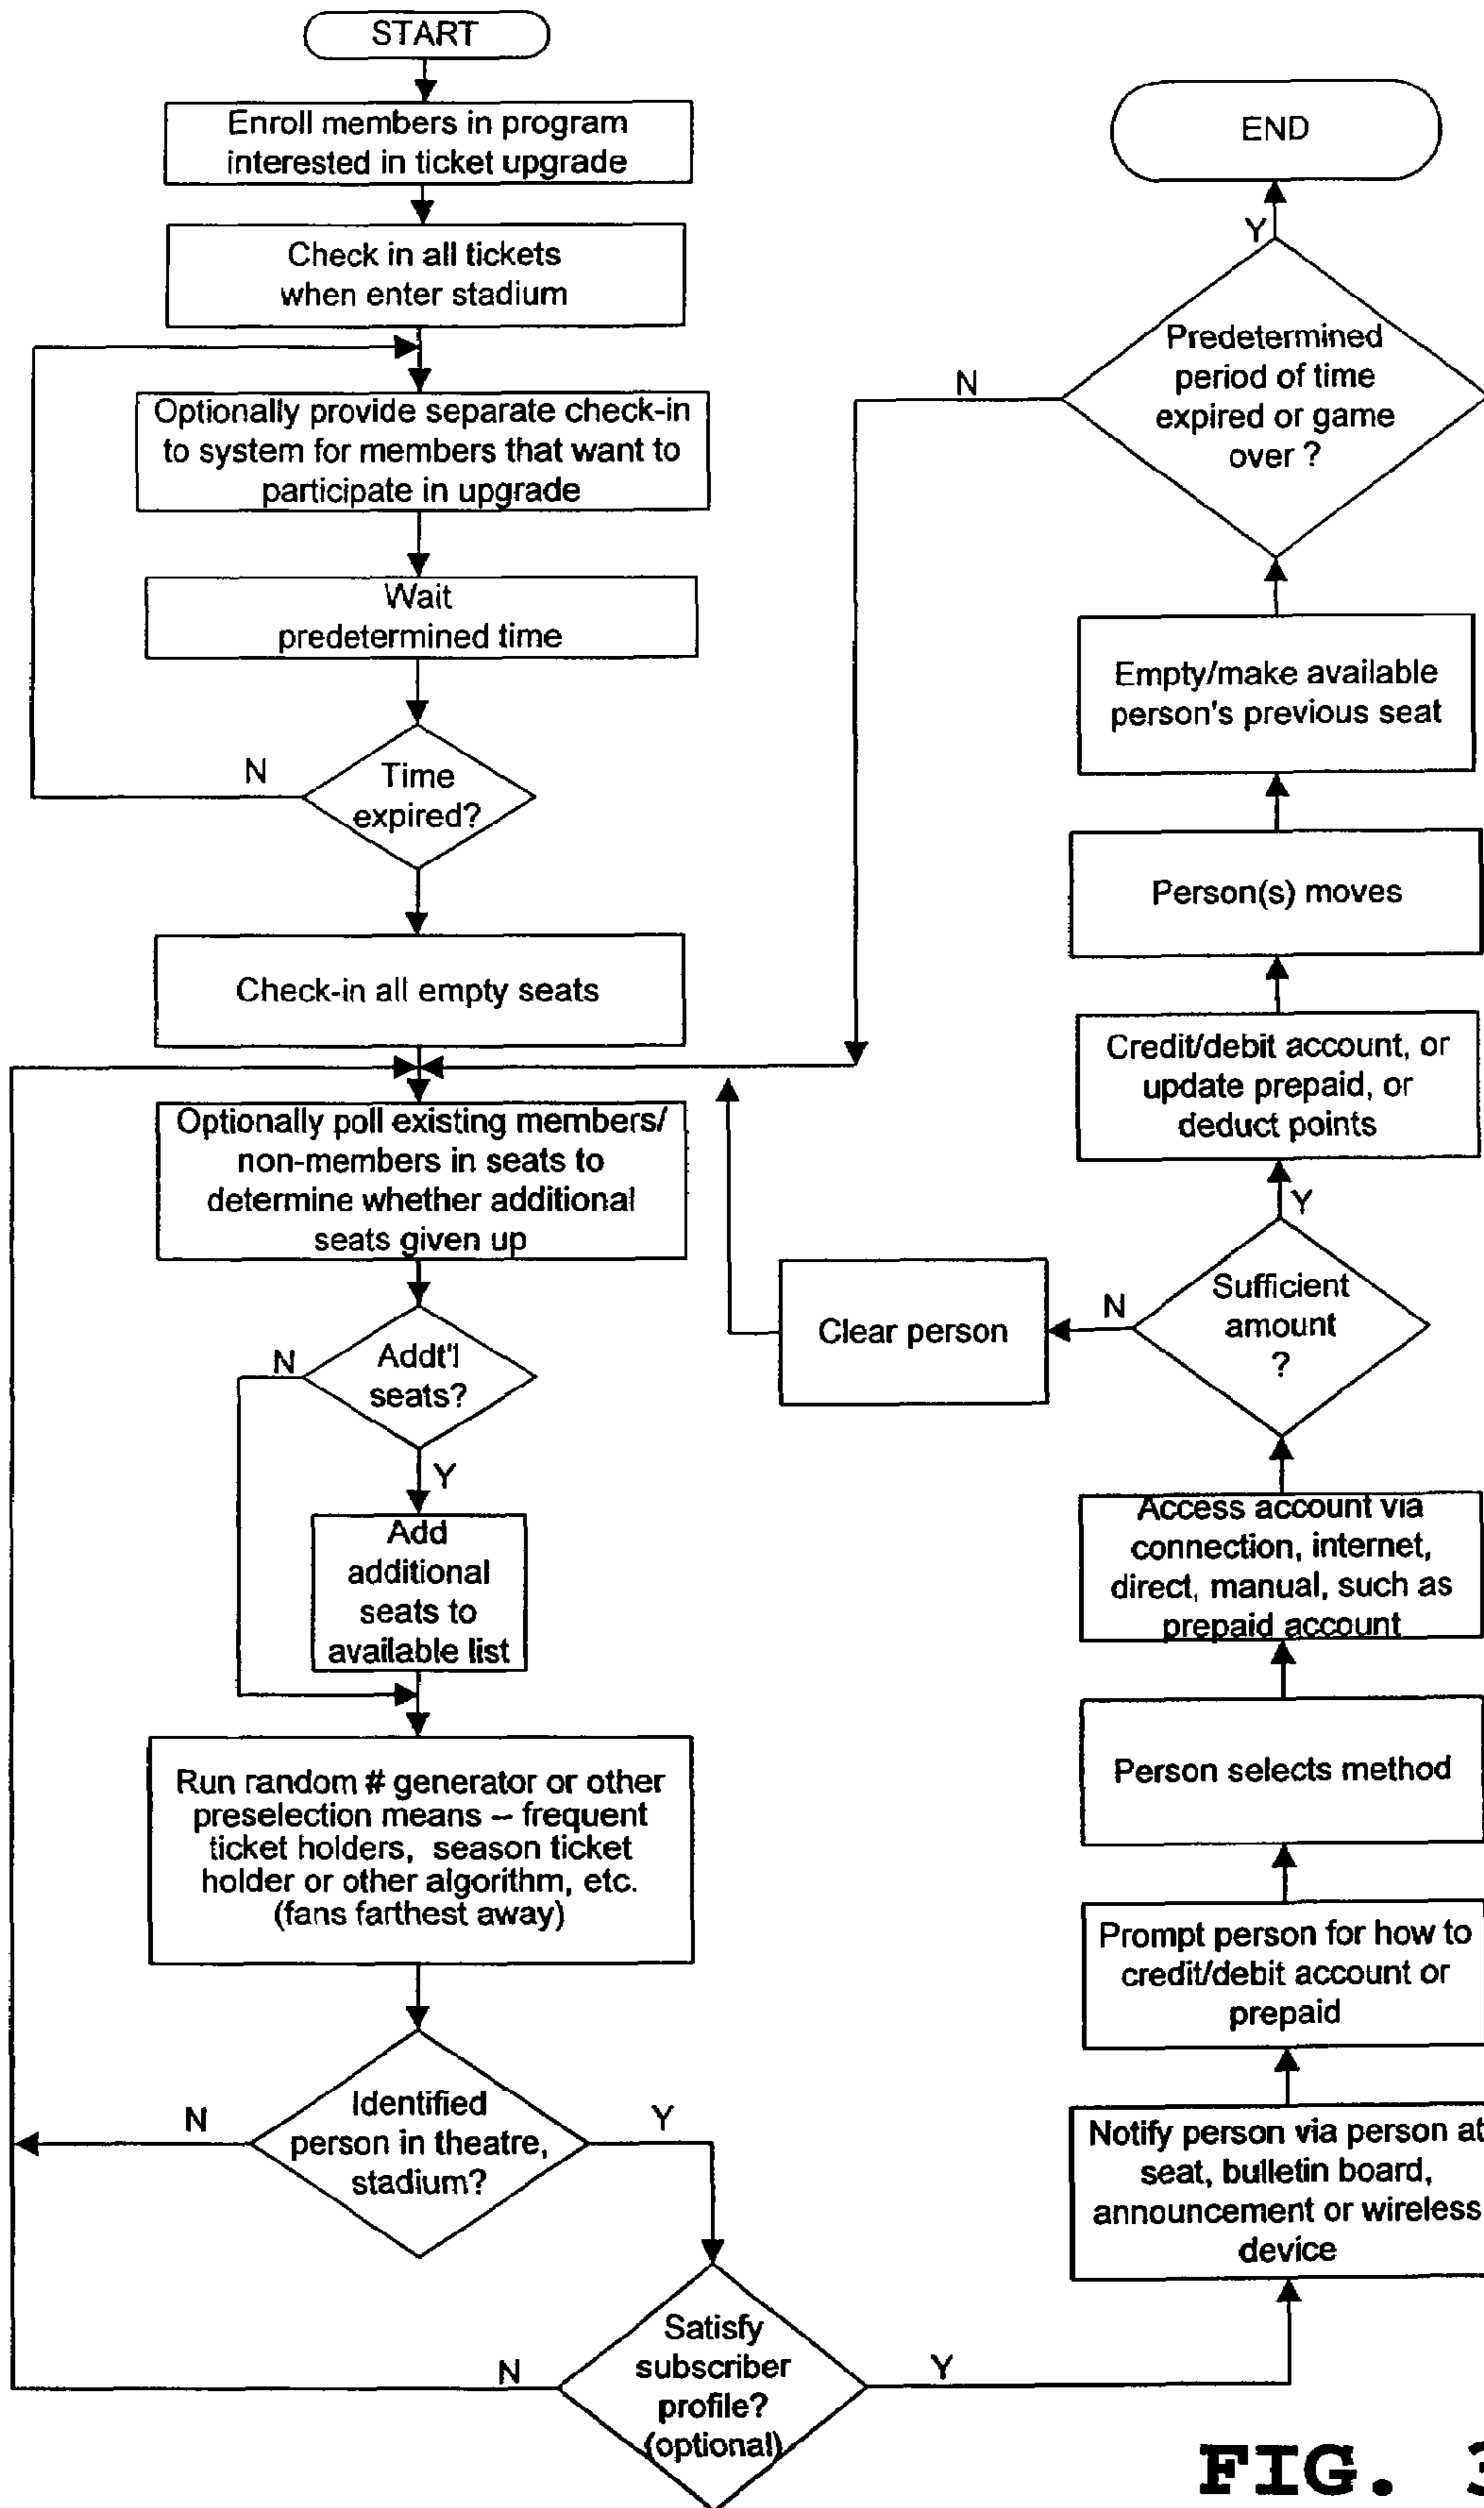 START
Enroll members in program
interested in ticket upgrade
Check in all tickets
when enter stadium
Optionally provide separate check-in
to system for members that want to
participate in upgrade
Wait
predetermined time
N
Time
expired?
Check-in all empty seats
Optionally poll existing members/
non-members in seats to
determine whether additional
seats given up
N
Addt'l
seats?
Y
Add
additional
seats to
available list
Run random # generator or other
preselection means – frequent
ticket holders, season ticket
holder or other algorithm, etc.
(fans farthest away)
N
Identified
person in theatre,
stadium?
Y
N
Satisfy
subscriber
profile?
(optional)
Y
Notify person via person at
seat, bulletin board,
announcement or wireless
device
Prompt person for how to
credit/debit account or
prepaid
Person selects method
Access account via
connection, internet,
direct, manual, such as
prepaid account
Sufficient
amount
?
N
Clear person
Y
Credit/debit account, or
update prepaid, or
deduct points
Person(s) moves
Empty/make available
person's previous seat
Predetermined
period of time
expired or game
over ?
N
Y
END
FIG. 3